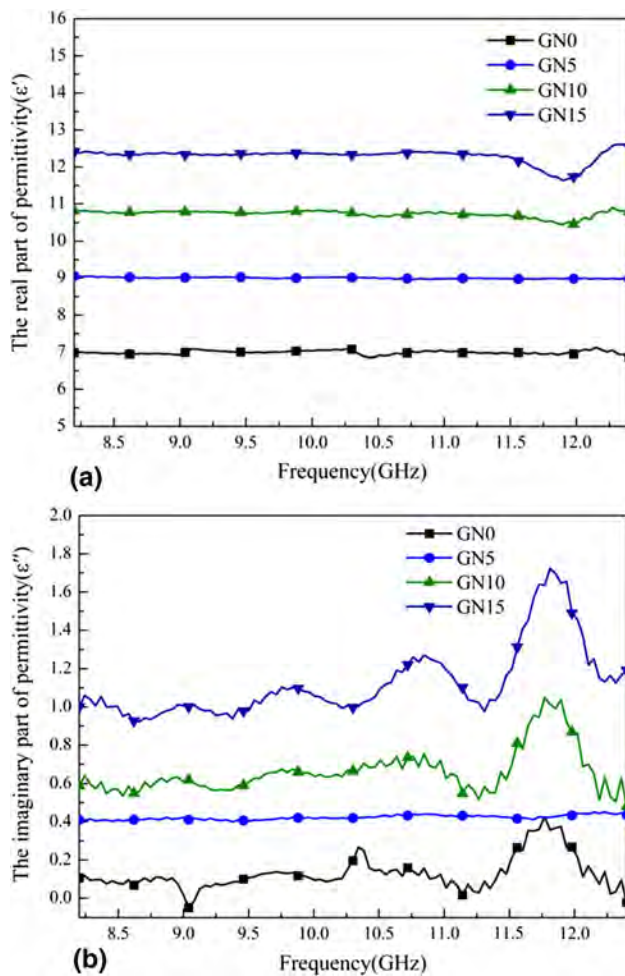 16
15
14
13
12
11
10
9
8
7
6
5
The real part of permittivity(ε′)
GN0
GN5
GN10
GN15
8.5 9.0 9.5 10.0 10.5 11.0 11.5 12.0
Frequency(GHz)
(a)
2.0
1.8
1.6
1.4
1.2
1.0
0.8
0.6
0.4
0.2
0.0
The imaginary part of permittivity(ε″)
GN0
GN5
GN10
GN15
8.5 9.0 9.5 10.0 10.5 11.0 11.5 12.0
Frequency(GHz)
(b)